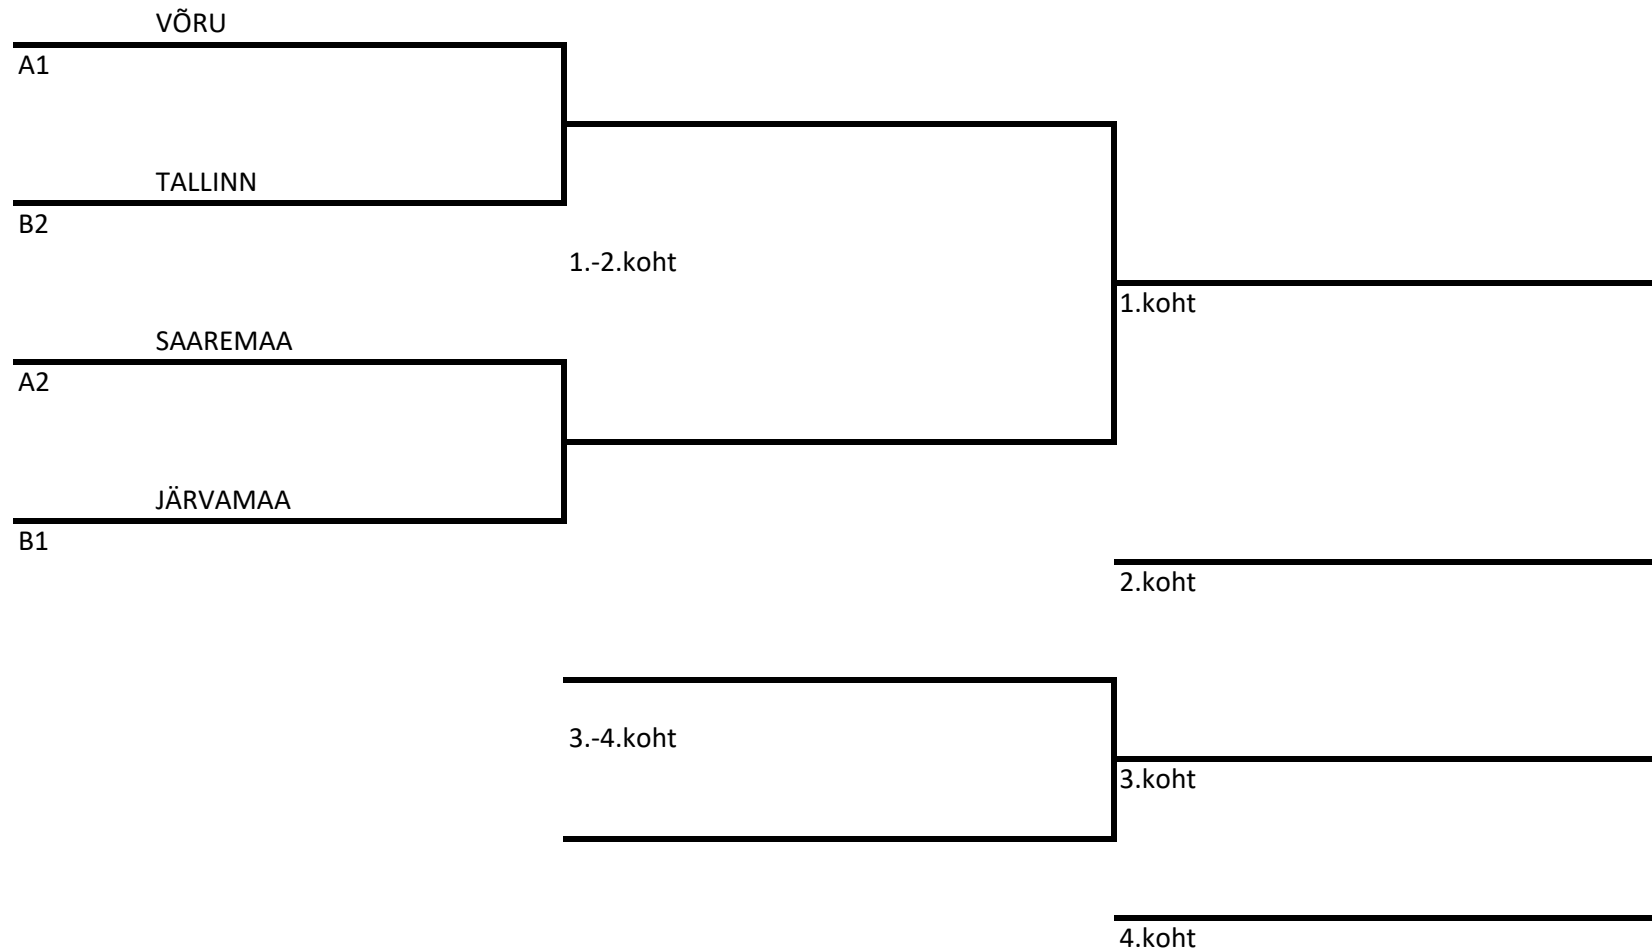 VÕRU
A1
TALLINN
B2
1.-2.koht
1.koht
SAAREMAA
A2
JÄRVAMAA
B1
2.koht
3.-4.koht
3.koht
4.koht